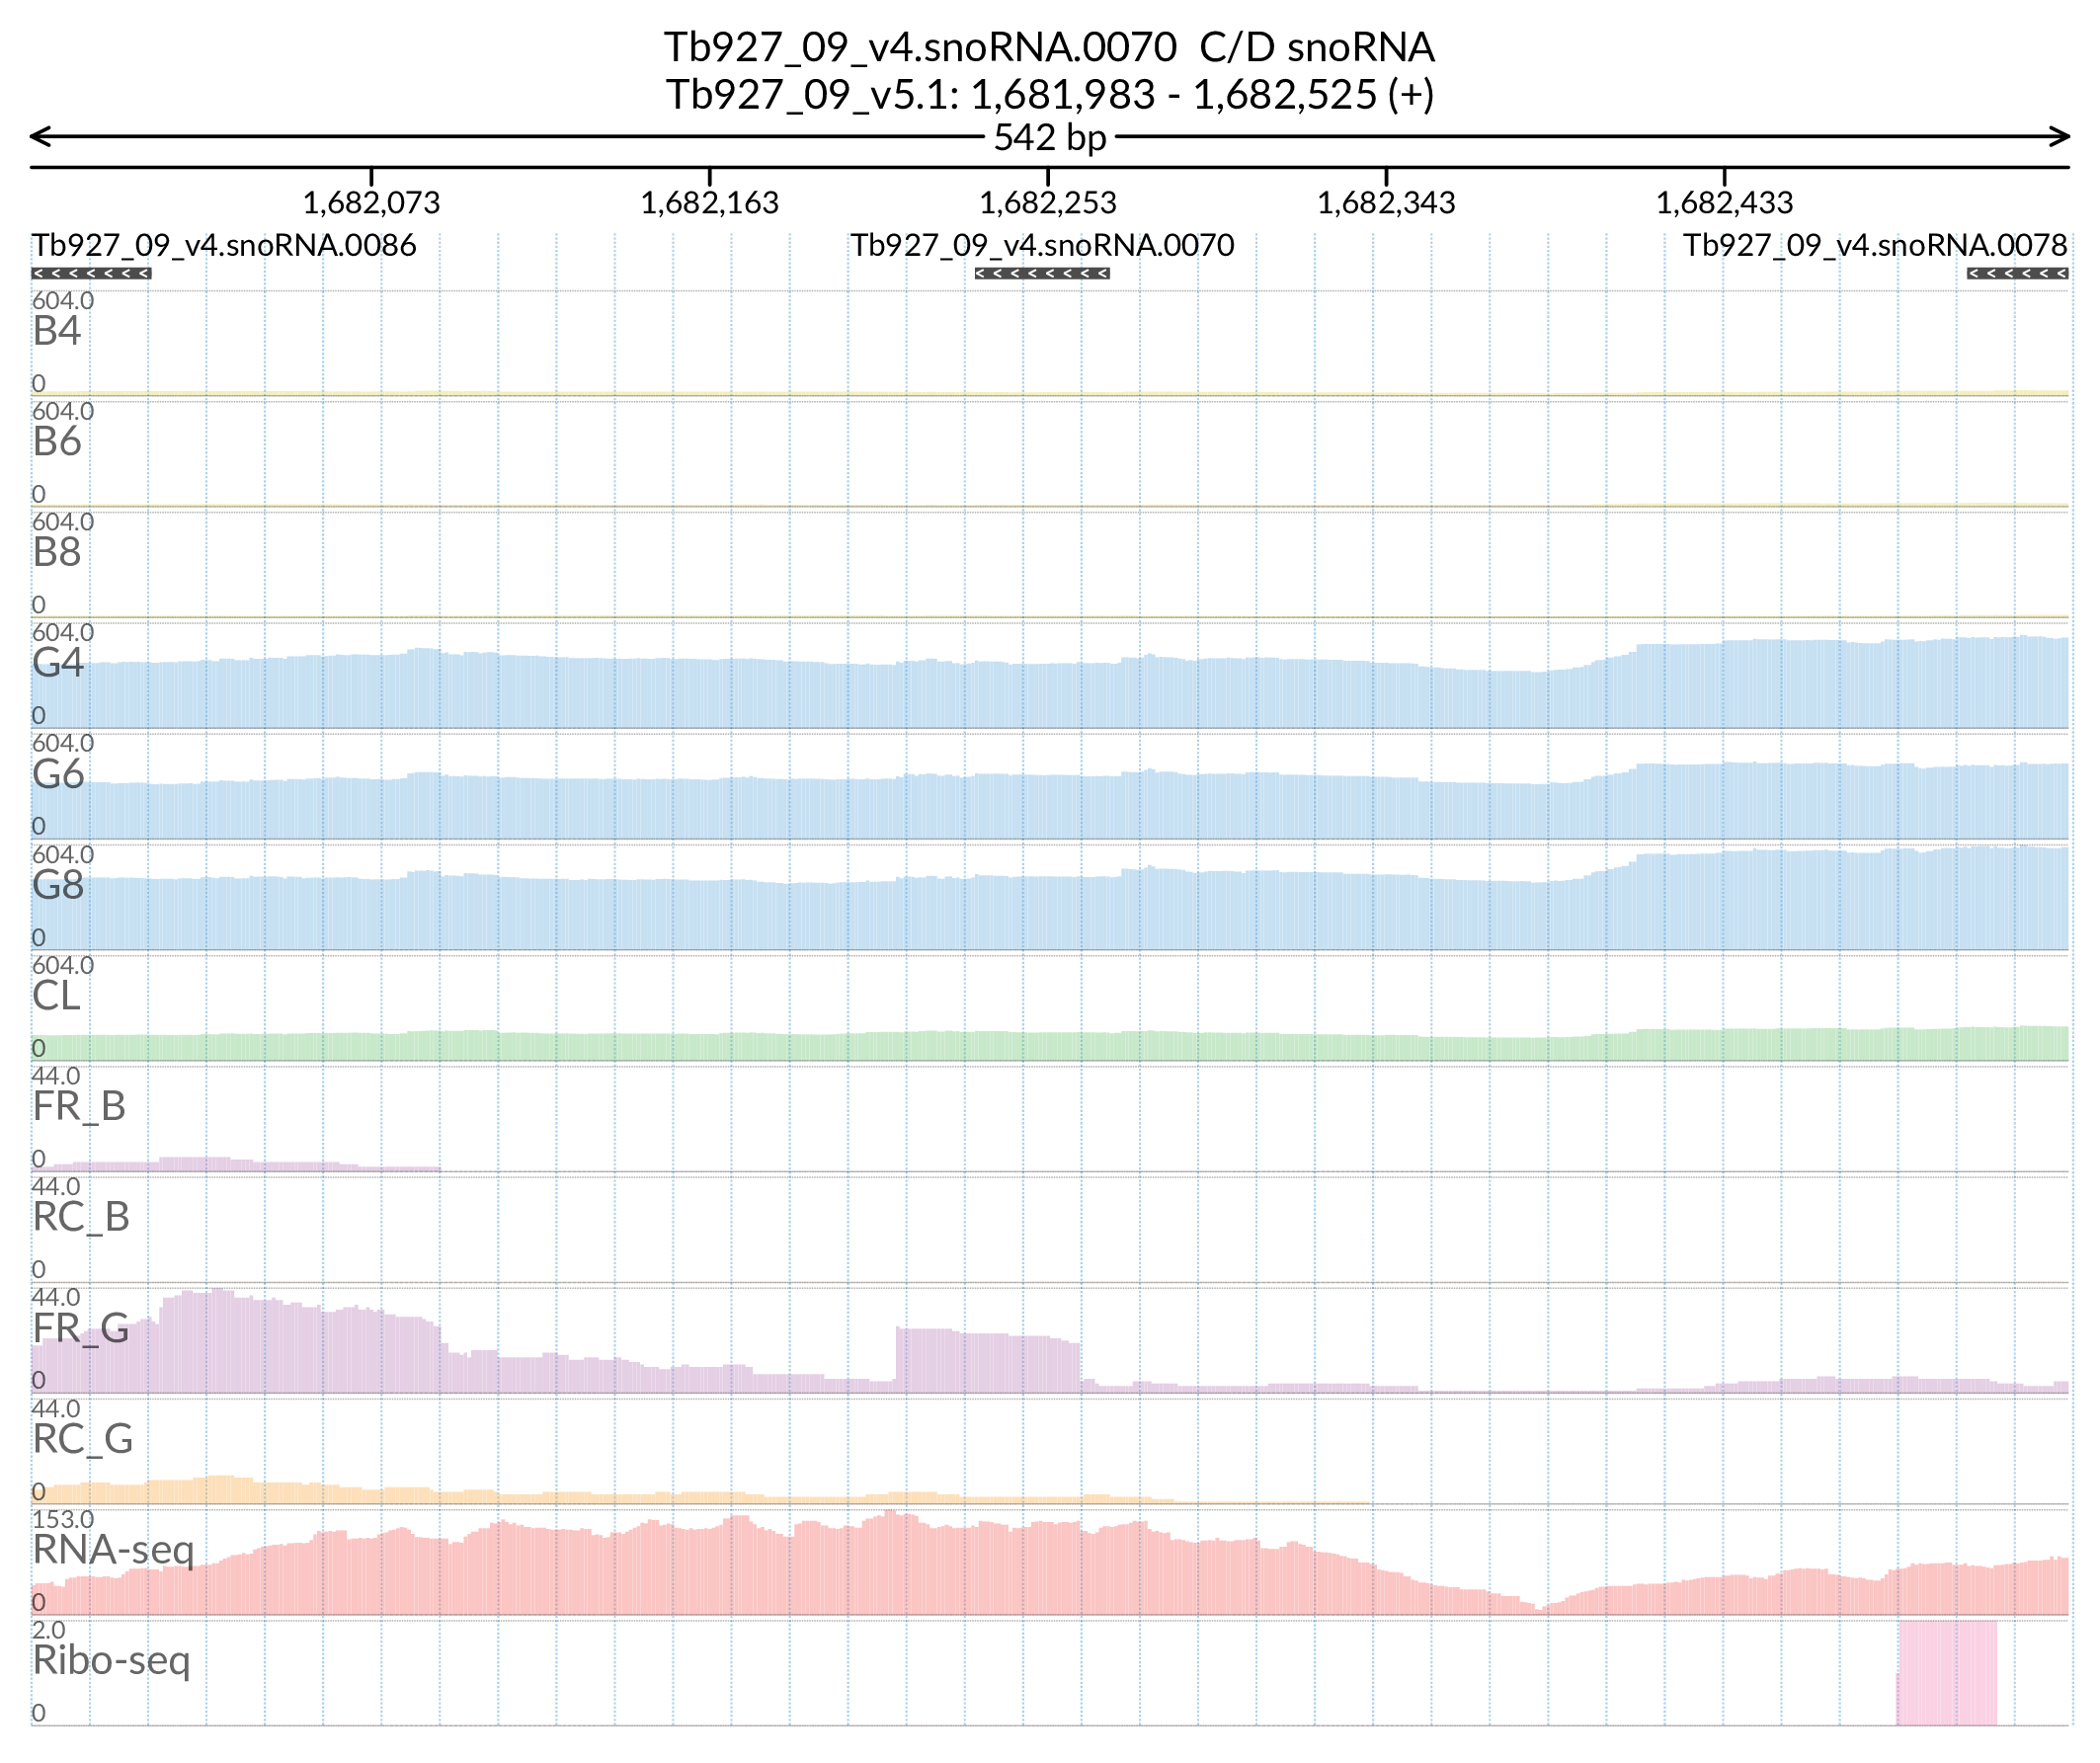 Tb927_09_v4.snoRNA.0070  C/D snoRNA
Tb927_09_v5.1: 1,681,983 - 1,682,525 (+)
542 bp
1,682,073 1,682,163 1,682,253 1,682,343 1,682,433
Tb927_09_v4.snoRNA.0086 Tb927_09_v4.snoRNA.0070 Tb927_09_v4.snoRNA.0078
604.0
B4
0
604.0
B6
0
604.0
B8
0
604.0
G4
0
604.0
G6
0
604.0
G8
0
604.0
CL
0
44.0
FR_B
0
44.0
RC_B
0
44.0
FR_G
0
44.0
RC_G
0
153.0
RNA-seq
0
2.0
Ribo-seq
0